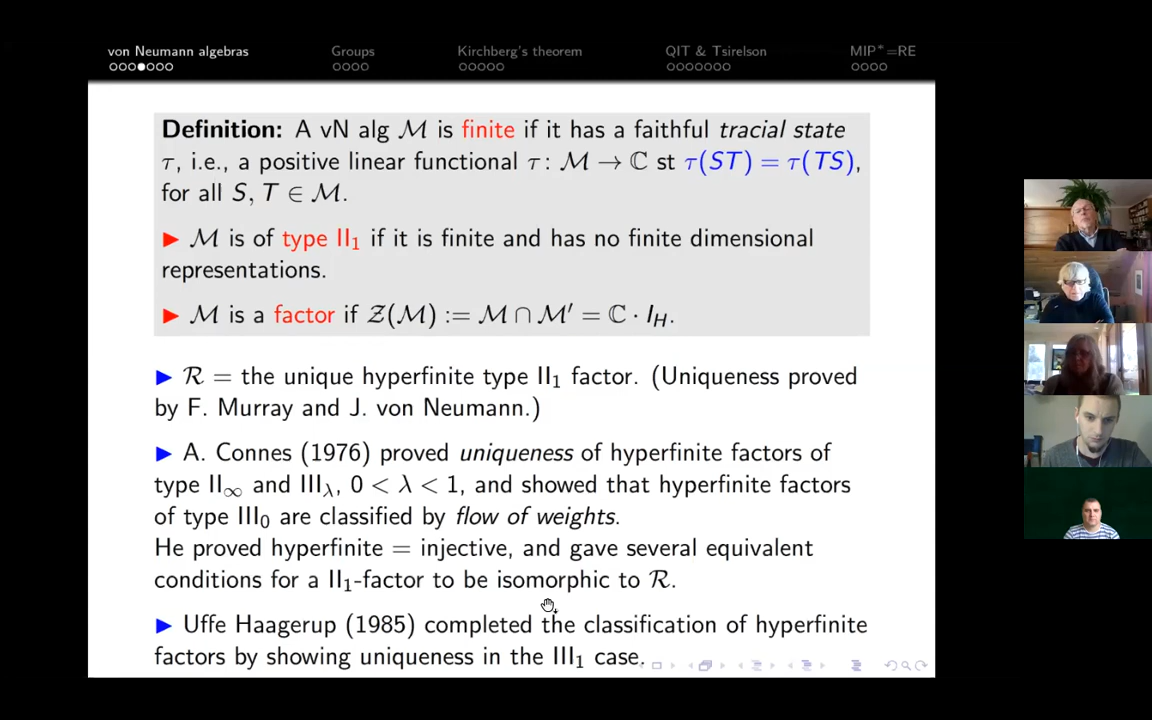 von Neumann algebras Groups Kirchberg's theorem QIT & Tsirelson MIP*=RE
Definition: A vN alg ℳ is finite if it has a faithful tracial state
τ, i.e., a positive linear functional τ: ℳ → ℂ st τ(ST) = τ(TS),
for all S, T ∈ ℳ.
▶ ℳ is of type II₁ if it is finite and has no finite dimensional
representations.
▶ ℳ is a factor if 𝒵(ℳ) := ℳ ∩ ℳ′ = ℂ · I_H.
▶ ℛ = the unique hyperfinite type II₁ factor. (Uniqueness proved
by F. Murray and J. von Neumann.)
▶ A. Connes (1976) proved uniqueness of hyperfinite factors of
type II_∞ and III_λ, 0 < λ < 1, and showed that hyperfinite factors
of type III₀ are classified by flow of weights.
He proved hyperfinite = injective, and gave several equivalent
conditions for a II₁-factor to be isomorphic to ℛ.
▶ Uffe Haagerup (1985) completed the classification of hyperfinite
factors by showing uniqueness in the III₁ case.